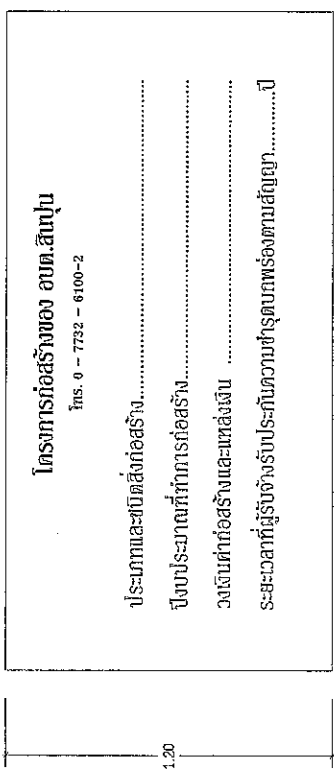 โครงการก่อสร้างของ อบต.สินปุน
โทร. 0 – 7732 – 6100-2
ประเภทและชนิดสิ่งก่อสร้าง........................................
ปีงบประมาณที่ทำการก่อสร้าง........................................
วงเงินค่าก่อสร้างและแหล่งเงิน ........................................
ระยะเวลาที่ผู้รับจ้างรับประกันความชำรุดบกพร่องตามสัญญา............ปี
1.20